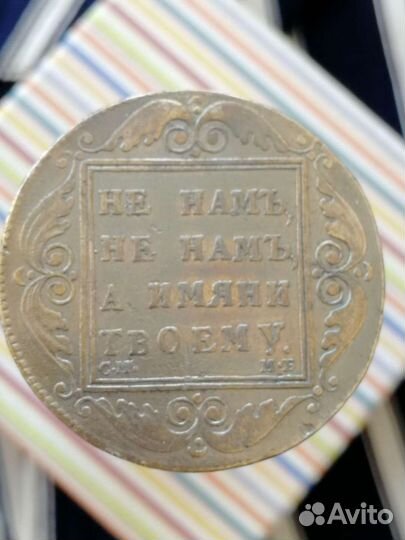 НЕ НАМЪ,
НЕ НАМЪ,
А ИМЯНИ
ТВОЕМУ.
С·М. М·Б
Avito